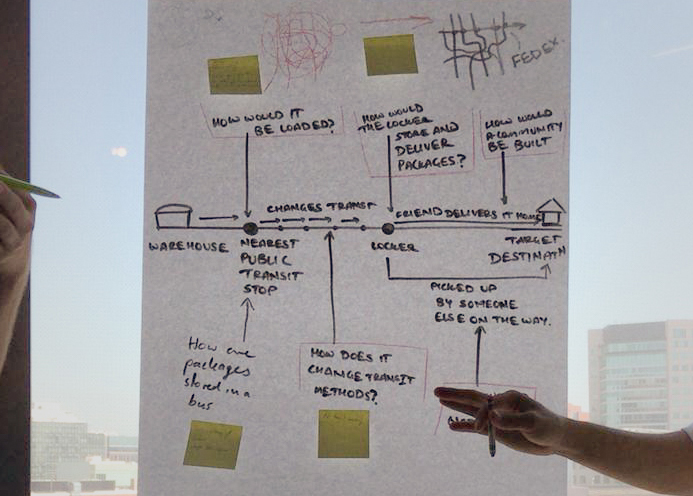 FEDEX.
HOW WOULD IT
BE LOADED?
HOW WOULD
THE LOCKER
STORE AND
DELIVER
PACKAGES?
HOW WOULD
A COMMUNITY
BE BUILT
CHANGES TRANSIT
FRIEND DELIVERS IT HOME
WAREHOUSE
NEAREST
PUBLIC
TRANSIT
STOP
LOCKER
TARGET
DESTINATN
PICKED UP
BY SOMEONE
ELSE ON THE WAY.
How are
packages
stored in a
bus
HOW DOES IT
CHANGE TRANSIT
METHODS?